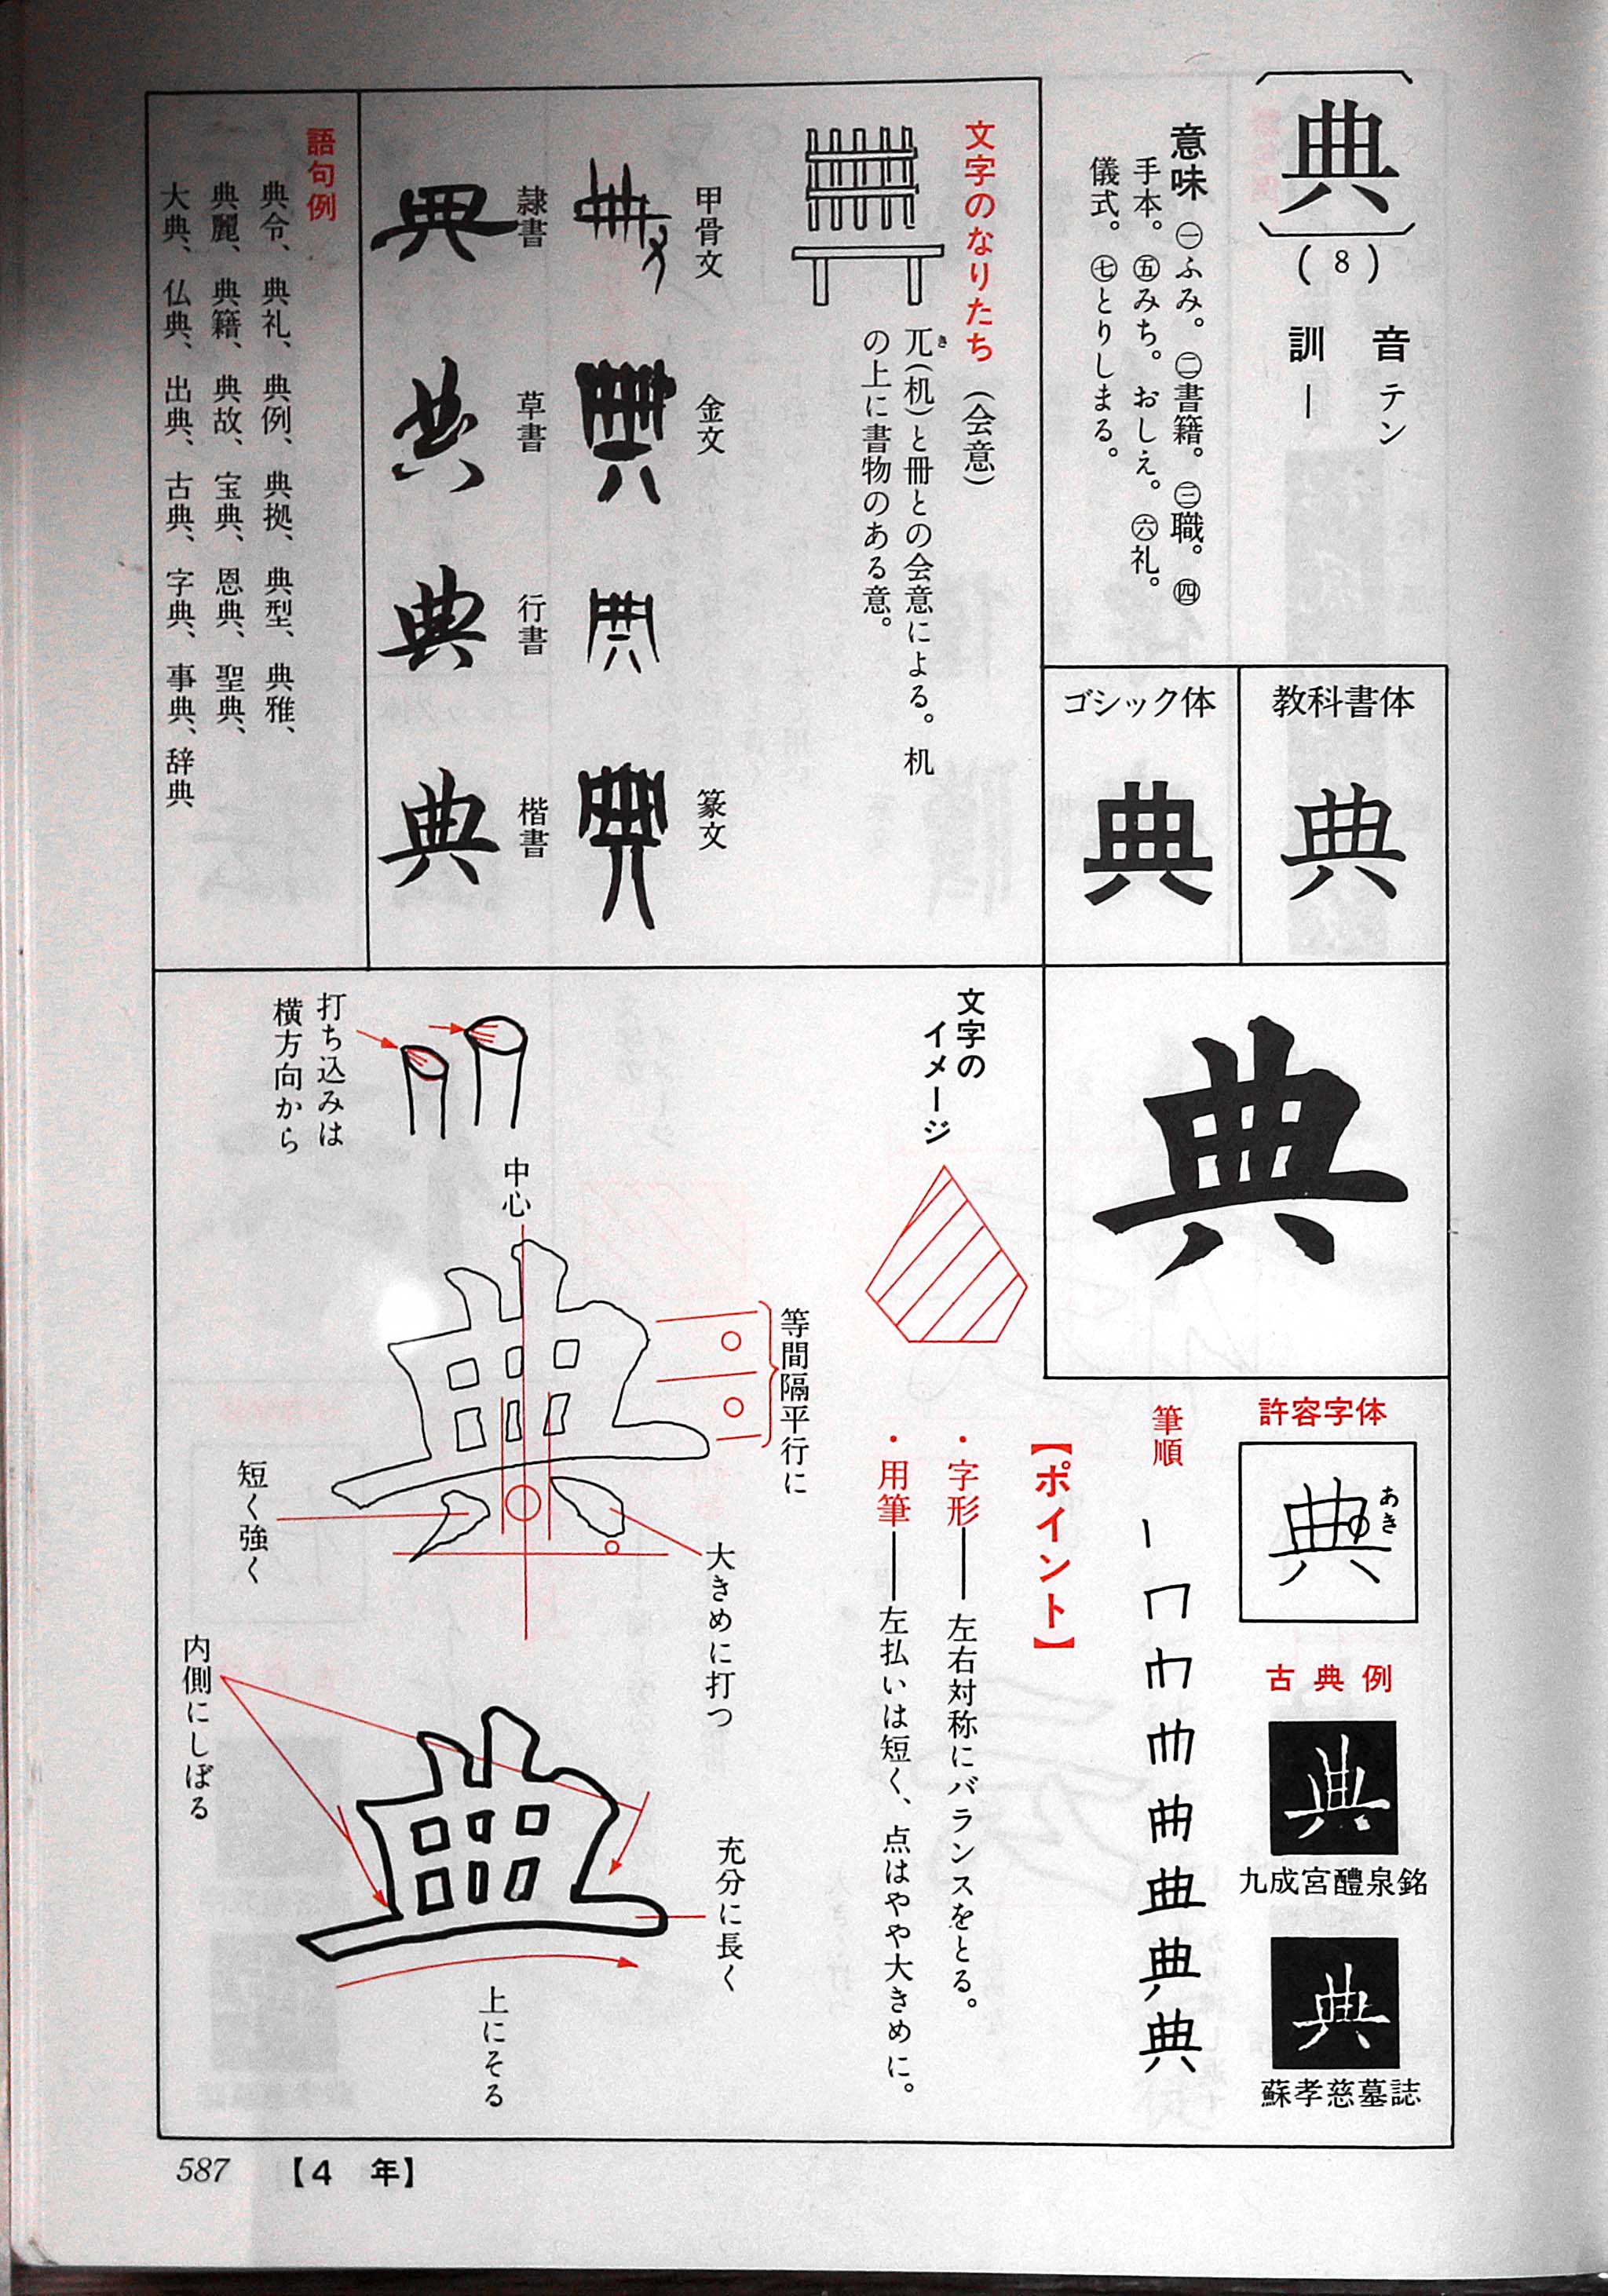 典
(8)
音 テン
訓 ー
意味 ㊀ふみ。㊁書籍。㊂職。㊃
手本。㊄みち。おしえ。㊅礼。
儀式。㊆とりしまる。
教科書体
典
ゴシック体
典
文字のなりたち（会意）
兀(机)と冊との会意による。机
き
の上に書物のある意。
甲骨文
金文
篆文
隷書
典
草書
典
行書
典
楷書
典
語句例
典令、典礼、典例、典拠、典型、典雅、
典麗、典籍、典故、宝典、恩典、聖典、
大典、仏典、出典、古典、字典、事典、辞典
典
許容字体
典
あき
古典例
典
九成宮醴泉銘
典
蘇孝慈墓誌
筆順
典
【ポイント】
・字形――左右対称にバランスをとる。
・用筆――左払いは短く、点はやや大きめに。
文字の
イメージ
等間隔平行に
大きめに打つ
中心
打ち込みは
横方向から
短く強く
充分に長く
上にそる
内側にしぼる
587 【4 年】